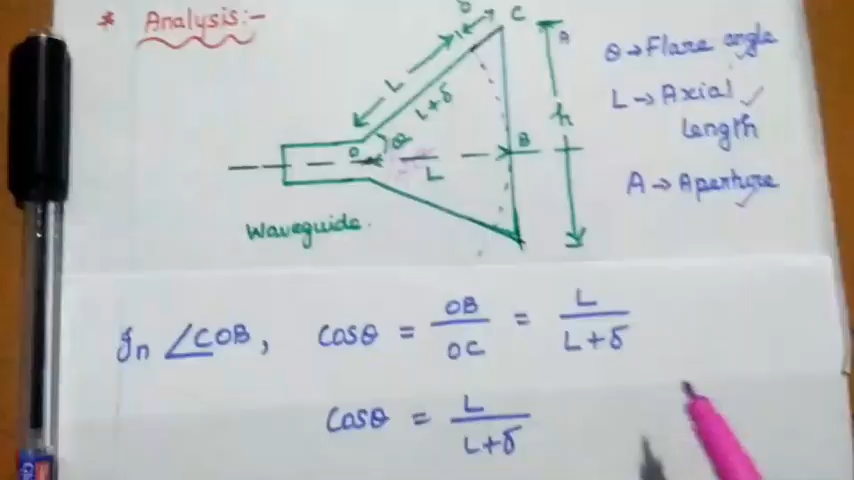 * Analysis:-
δ
C
A
L
L+δ
h
θ
O
B
L
Waveguide.
θ → Flare angle
L → Axial
length
A → Aperture
In ∠COB, Cosθ = OB/OC = L/L+δ
Cosθ = L/L+δ